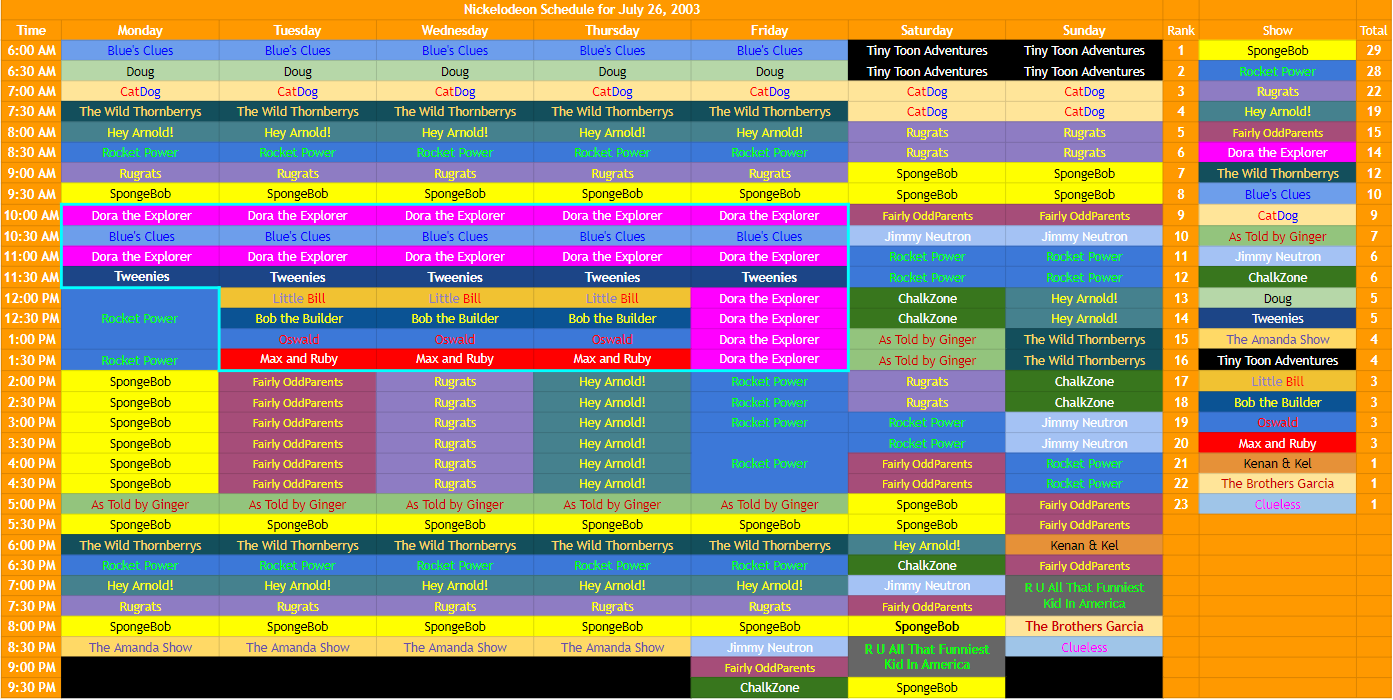 Nickelodeon Schedule for July 26, 2003
Time Monday Tuesday Wednesday Thursday Friday Saturday Sunday Rank Show Total
6:00 AM Blue's Clues Blue's Clues Blue's Clues Blue's Clues Blue's Clues Tiny Toon Adventures Tiny Toon Adventures 1 SpongeBob 29
6:30 AM Doug Doug Doug Doug Doug Tiny Toon Adventures Tiny Toon Adventures 2 Rocket Power 28
7:00 AM CatDog CatDog CatDog CatDog CatDog CatDog CatDog 3 Rugrats 22
7:30 AM The Wild Thornberrys The Wild Thornberrys The Wild Thornberrys The Wild Thornberrys The Wild Thornberrys CatDog CatDog 4 Hey Arnold! 19
8:00 AM Hey Arnold! Hey Arnold! Hey Arnold! Hey Arnold! Hey Arnold! Rugrats Rugrats 5 Fairly OddParents 15
8:30 AM Rocket Power Rocket Power Rocket Power Rocket Power Rocket Power Rugrats Rugrats 6 Dora the Explorer 14
9:00 AM Rugrats Rugrats Rugrats Rugrats Rugrats SpongeBob SpongeBob 7 The Wild Thornberrys 12
9:30 AM SpongeBob SpongeBob SpongeBob SpongeBob SpongeBob SpongeBob SpongeBob 8 Blue's Clues 10
10:00 AM Dora the Explorer Dora the Explorer Dora the Explorer Dora the Explorer Dora the Explorer Fairly OddParents Fairly OddParents 9 CatDog 9
10:30 AM Blue's Clues Blue's Clues Blue's Clues Blue's Clues Blue's Clues Jimmy Neutron Jimmy Neutron 10 As Told by Ginger 7
11:00 AM Dora the Explorer Dora the Explorer Dora the Explorer Dora the Explorer Dora the Explorer Rocket Power Rocket Power 11 Jimmy Neutron 6
11:30 AM Tweenies Tweenies Tweenies Tweenies Tweenies Rocket Power Rocket Power 12 ChalkZone 6
12:00 PM Little Bill Little Bill Little Bill Dora the Explorer ChalkZone Hey Arnold! 13 Doug 5
12:30 PM Rocket Power Bob the Builder Bob the Builder Bob the Builder Dora the Explorer ChalkZone Hey Arnold! 14 Tweenies 5
1:00 PM Oswald Oswald Oswald Dora the Explorer As Told by Ginger The Wild Thornberrys 15 The Amanda Show 4
1:30 PM Rocket Power Max and Ruby Max and Ruby Max and Ruby Dora the Explorer As Told by Ginger The Wild Thornberrys 16 Tiny Toon Adventures 4
2:00 PM SpongeBob Fairly OddParents Rugrats Hey Arnold! Rocket Power Rugrats ChalkZone 17 Little Bill 3
2:30 PM SpongeBob Fairly OddParents Rugrats Hey Arnold! Rocket Power Rugrats ChalkZone 18 Bob the Builder 3
3:00 PM SpongeBob Fairly OddParents Rugrats Hey Arnold! Rocket Power Rocket Power Jimmy Neutron 19 Oswald 3
3:30 PM SpongeBob Fairly OddParents Rugrats Hey Arnold! Rocket Power Jimmy Neutron 20 Max and Ruby 3
4:00 PM SpongeBob Fairly OddParents Rugrats Hey Arnold! Rocket Power Fairly OddParents Rocket Power 21 Kenan & Kel 1
4:30 PM SpongeBob Fairly OddParents Rugrats Hey Arnold! Fairly OddParents Rocket Power 22 The Brothers Garcia 1
5:00 PM As Told by Ginger As Told by Ginger As Told by Ginger As Told by Ginger As Told by Ginger SpongeBob Fairly OddParents 23 Clueless 1
5:30 PM SpongeBob SpongeBob SpongeBob SpongeBob SpongeBob SpongeBob Fairly OddParents
6:00 PM The Wild Thornberrys The Wild Thornberrys The Wild Thornberrys The Wild Thornberrys The Wild Thornberrys Hey Arnold! Kenan & Kel
6:30 PM Rocket Power Rocket Power Rocket Power Rocket Power Rocket Power ChalkZone Fairly OddParents
7:00 PM Hey Arnold! Hey Arnold! Hey Arnold! Hey Arnold! Hey Arnold! Jimmy Neutron R U All That Funniest
7:30 PM Rugrats Rugrats Rugrats Rugrats Rugrats Fairly OddParents Kid In America
8:00 PM SpongeBob SpongeBob SpongeBob SpongeBob SpongeBob SpongeBob The Brothers Garcia
8:30 PM The Amanda Show The Amanda Show The Amanda Show The Amanda Show Jimmy Neutron R U All That Funniest Clueless
9:00 PM Fairly OddParents Kid In America
9:30 PM ChalkZone SpongeBob